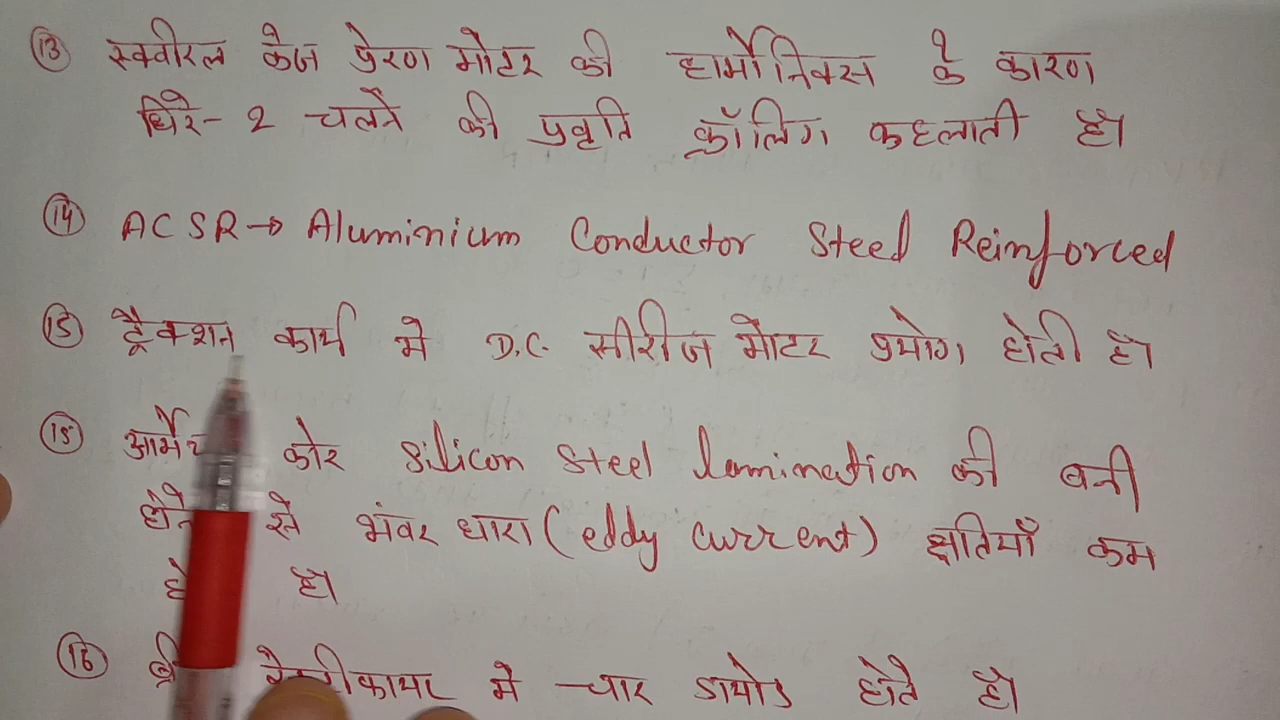 (13) स्क्वीरल केज प्रेरण मोटर की हार्मोनिक्स के कारण
धिरे-2 चलने की प्रवृति क्रॉलिंग कहलाती है।
(14) ACSR → Aluminium Conductor Steel Reinforced
(15) ट्रैक्शन कार्य मे D.C. सीरीज मोटर प्रयोग होती है।
(15) कोर Silicon Steel lamination की बनी
होने से भंवर धारा (eddy current) क्षतियाँ कम
है।
(16) मे चार डायोड होते है।